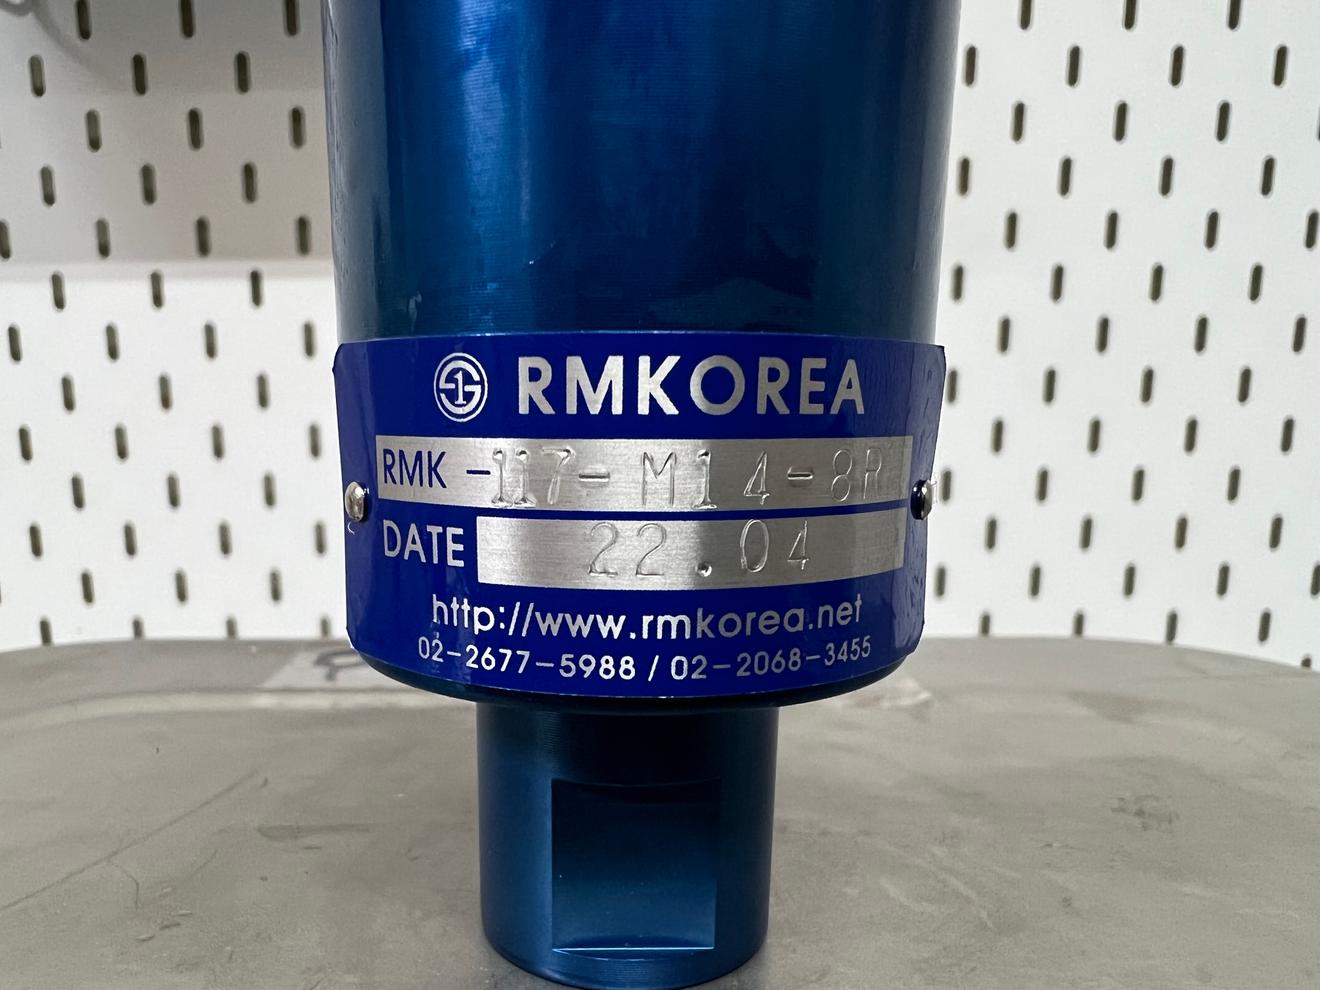 RMKOREA
RMK -117-M14-8R
DATE 22.04
http://www.rmkorea.net
02-2677-5988 / 02-2068-3455